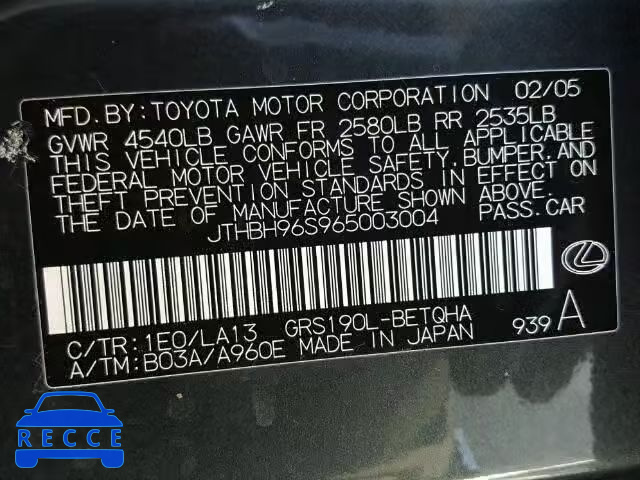 MFD. BY: TOYOTA MOTOR CORPORATION 02/05
GVWR 4540LB GAWR FR 2580LB RR 2535LB
THIS VEHICLE CONFORMS TO ALL APPLICABLE
FEDERAL MOTOR VEHICLE SAFETY, BUMPER, AND
THEFT PREVENTION STANDARDS IN EFFECT ON
THE DATE OF MANUFACTURE SHOWN ABOVE.
JTHBH96S965003004 PASS. CAR
C/TR: 1E0/LA13 GRS190L-BETQHA
A/TM: B03A/A960E MADE IN JAPAN 939 A
RECCE